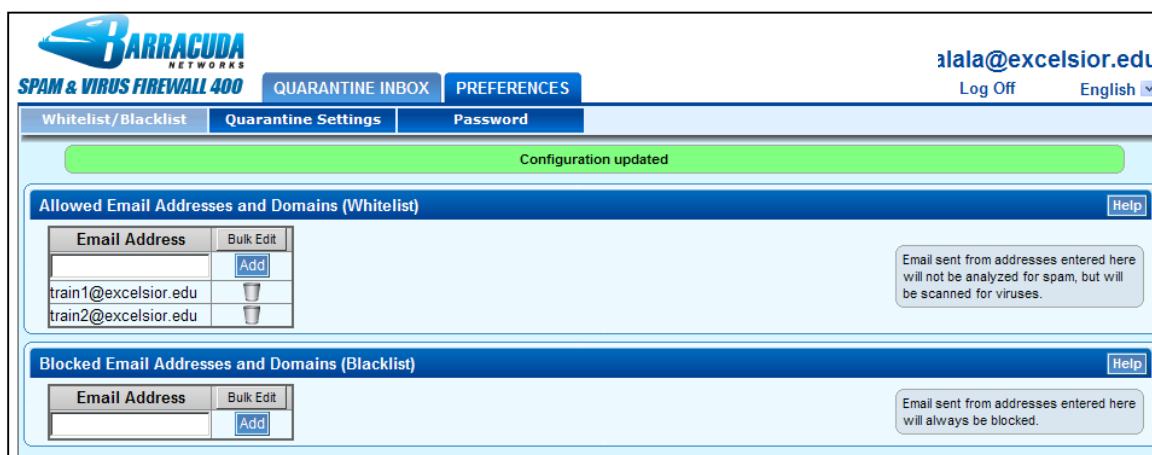 BARRACUDA
NETWORKS
SPAM & VIRUS FIREWALL 400
QUARANTINE INBOX
PREFERENCES
alala@excelsior.edu
Log Off
English
Whitelist/Blacklist
Quarantine Settings
Password
Configuration updated
Allowed Email Addresses and Domains (Whitelist)
Help
Email Address
Bulk Edit
Add
train1@excelsior.edu
train2@excelsior.edu
Email sent from addresses entered here
will not be analyzed for spam, but will
be scanned for viruses.
Blocked Email Addresses and Domains (Blacklist)
Help
Email Address
Bulk Edit
Add
Email sent from addresses entered here
will always be blocked.